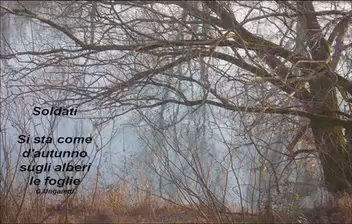 Soldati
Si sta come
d'autunno
sugli alberi
le foglie
G.Ungaretti